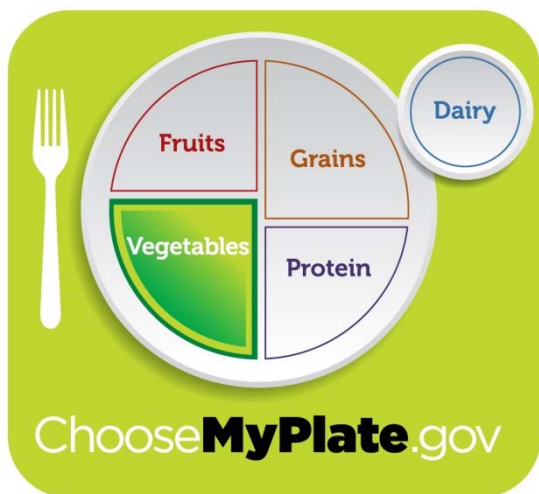 Dairy
Fruits
Grains
Vegetables
Protein
ChooseMyPlate.gov